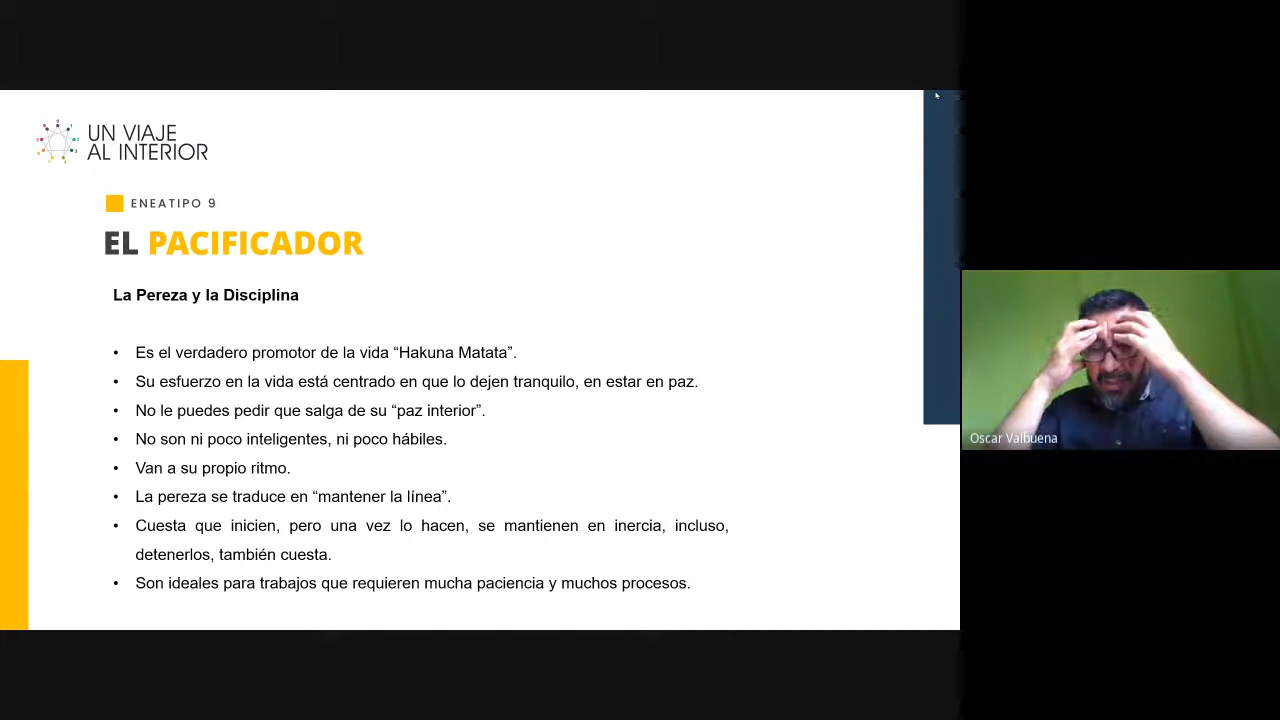 UN VIAJE
AL INTERIOR
ENEATIPO 9
EL PACIFICADOR
La Pereza y la Disciplina
• Es el verdadero promotor de la vida “Hakuna Matata”.
• Su esfuerzo en la vida está centrado en que lo dejen tranquilo, en estar en paz.
• No le puedes pedir que salga de su “paz interior”.
• No son ni poco inteligentes, ni poco hábiles.
• Van a su propio ritmo.
• La pereza se traduce en “mantener la línea”.
• Cuesta que inicien, pero una vez lo hacen, se mantienen en inercia, incluso,
detenerlos, también cuesta.
• Son ideales para trabajos que requieren mucha paciencia y muchos procesos.
Oscar Valbuena